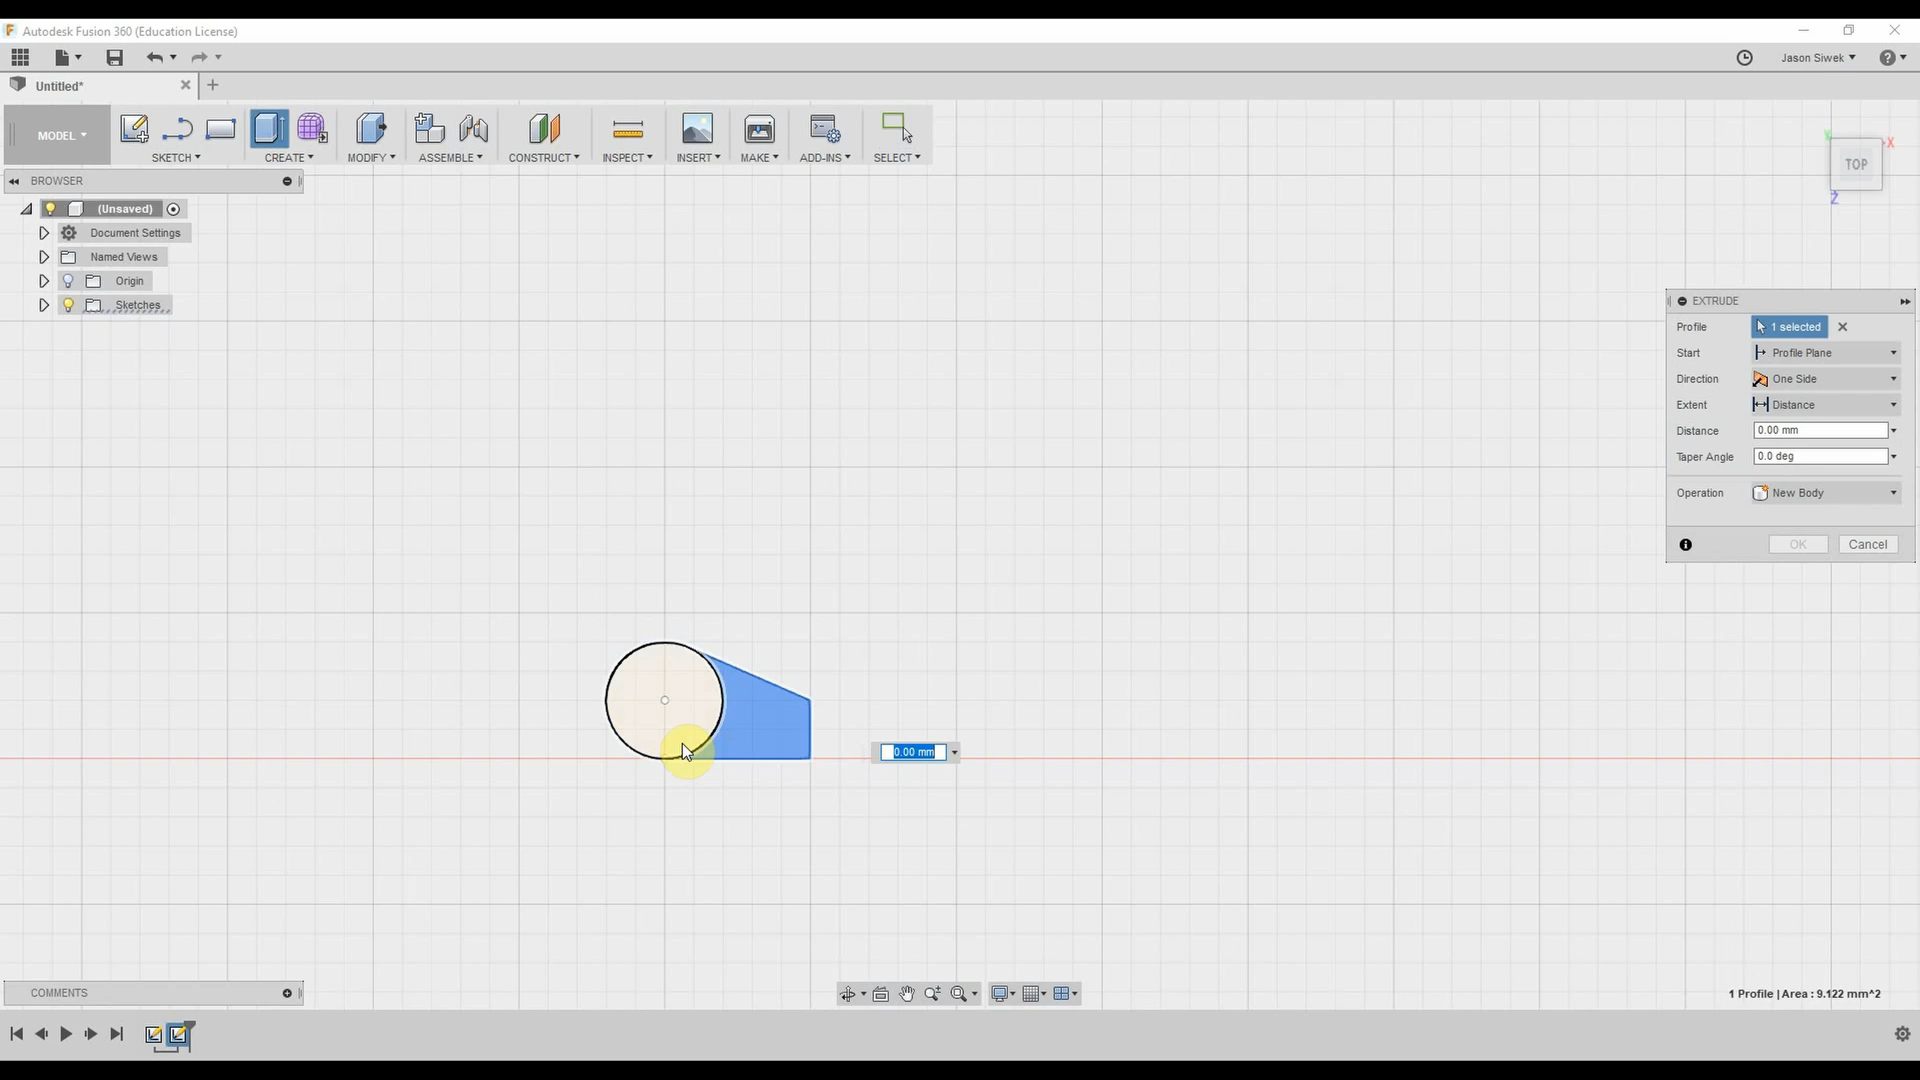 Autodesk Fusion 360 (Education License)
Jason Siwek
Untitled*
MODEL
SKETCH
CREATE
MODIFY
ASSEMBLE
CONSTRUCT
INSPECT
INSERT
MAKE
ADD-INS
SELECT
Y
X
TOP
Z
BROWSER
(Unsaved)
Document Settings
Named Views
Origin
Sketches
EXTRUDE
Profile 1 selected
Start Profile Plane
Direction One Side
Extent Distance
Distance 0.00 mm
Taper Angle 0.0 deg
Operation New Body
OK Cancel
0.00 mm
COMMENTS
1 Profile | Area : 9.122 mm^2